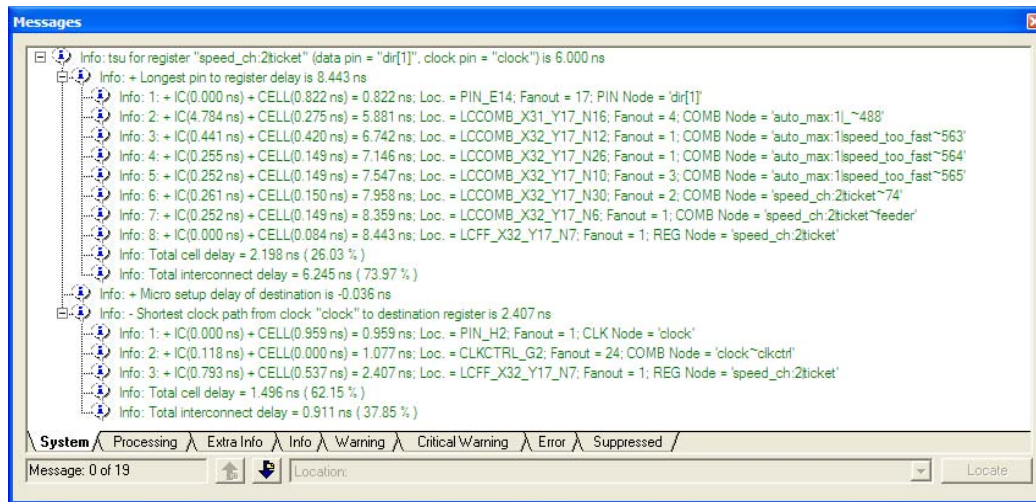 Messages
Info: tsu for register "speed_ch:2|ticket" (data pin = "dir[1]", clock pin = "clock") is 6.000 ns
Info: + Longest pin to register delay is 8.443 ns
Info: 1: + IC(0.000 ns) + CELL(0.822 ns) = 0.822 ns; Loc. = PIN_E14; Fanout = 17; PIN Node = 'dir[1]'
Info: 2: + IC(4.784 ns) + CELL(0.275 ns) = 5.881 ns; Loc. = LCCOMB_X31_Y17_N16; Fanout = 4; COMB Node = 'auto_max:1|_~488'
Info: 3: + IC(0.441 ns) + CELL(0.420 ns) = 6.742 ns; Loc. = LCCOMB_X32_Y17_N12; Fanout = 1; COMB Node = 'auto_max:1|speed_too_fast~563'
Info: 4: + IC(0.255 ns) + CELL(0.149 ns) = 7.146 ns; Loc. = LCCOMB_X32_Y17_N26; Fanout = 1; COMB Node = 'auto_max:1|speed_too_fast~564'
Info: 5: + IC(0.252 ns) + CELL(0.149 ns) = 7.547 ns; Loc. = LCCOMB_X32_Y17_N10; Fanout = 3; COMB Node = 'auto_max:1|speed_too_fast~565'
Info: 6: + IC(0.261 ns) + CELL(0.150 ns) = 7.958 ns; Loc. = LCCOMB_X32_Y17_N30; Fanout = 2; COMB Node = 'speed_ch:2|ticket~74'
Info: 7: + IC(0.252 ns) + CELL(0.149 ns) = 8.359 ns; Loc. = LCCOMB_X32_Y17_N6; Fanout = 1; COMB Node = 'speed_ch:2|ticket~feeder'
Info: 8: + IC(0.000 ns) + CELL(0.084 ns) = 8.443 ns; Loc. = LCFF_X32_Y17_N7; Fanout = 1; REG Node = 'speed_ch:2|ticket'
Info: Total cell delay = 2.198 ns ( 26.03 % )
Info: Total interconnect delay = 6.245 ns ( 73.97 % )
Info: + Micro setup delay of destination is -0.036 ns
Info: - Shortest clock path from clock "clock" to destination register is 2.407 ns
Info: 1: + IC(0.000 ns) + CELL(0.959 ns) = 0.959 ns; Loc. = PIN_H2; Fanout = 1; CLK Node = 'clock'
Info: 2: + IC(0.118 ns) + CELL(0.000 ns) = 1.077 ns; Loc. = CLKCTRL_G2; Fanout = 24; COMB Node = 'clock~clkctrl'
Info: 3: + IC(0.793 ns) + CELL(0.537 ns) = 2.407 ns; Loc. = LCFF_X32_Y17_N7; Fanout = 1; REG Node = 'speed_ch:2|ticket'
Info: Total cell delay = 1.496 ns ( 62.15 % )
Info: Total interconnect delay = 0.911 ns ( 37.85 % )
System Processing Extra Info Info Warning Critical Warning Error Suppressed
Message: 0 of 19 Location: Locate